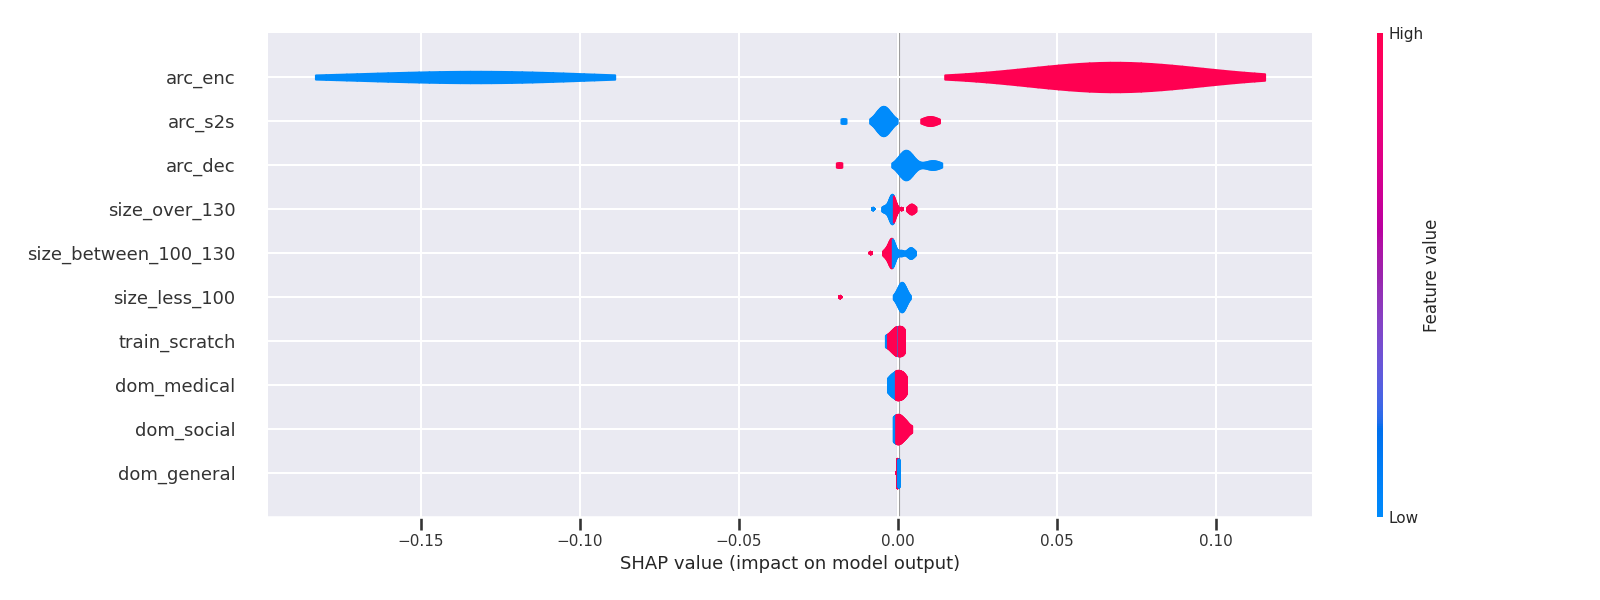 High
arc_enc
arc_s2s
arc_dec
size_over_130
size_between_100_130
size_less_100
train_scratch
dom_medical
dom_social
dom_general
Feature value
Low
−0.15 −0.10 −0.05 0.00 0.05 0.10
SHAP value (impact on model output)